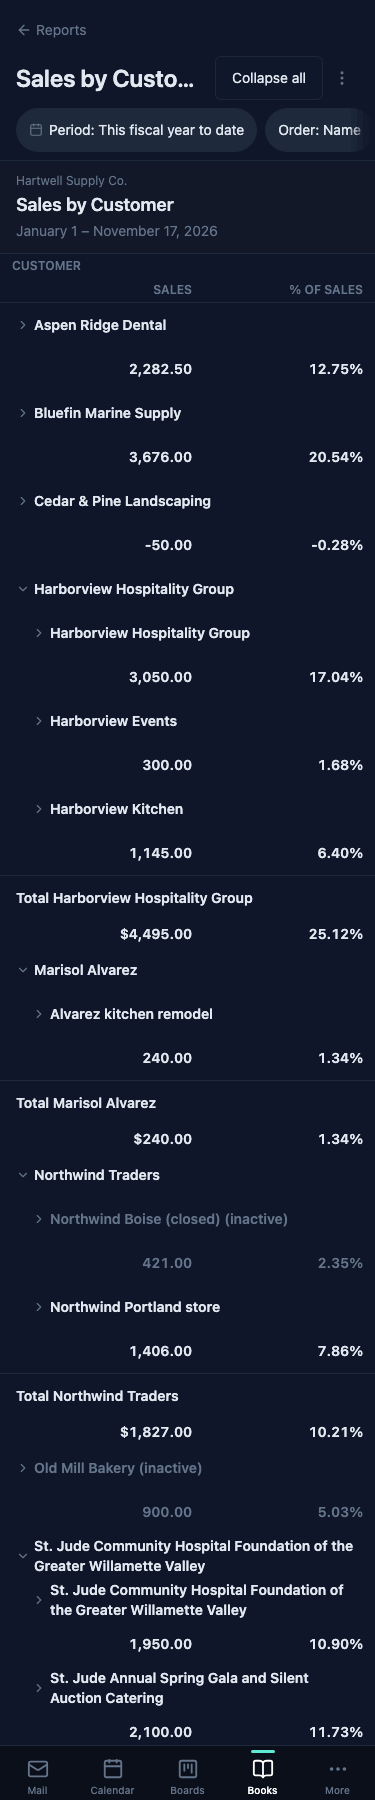 Reports
Sales by Custo...
Collapse all
Period: This fiscal year to date
Order: Name
Hartwell Supply Co.
Sales by Customer
January 1 – November 17, 2026
CUSTOMER
SALES % OF SALES
Aspen Ridge Dental
2,282.50 12.75%
Bluefin Marine Supply
3,676.00 20.54%
Cedar & Pine Landscaping
-50.00 -0.28%
Harborview Hospitality Group
Harborview Hospitality Group
3,050.00 17.04%
Harborview Events
300.00 1.68%
Harborview Kitchen
1,145.00 6.40%
Total Harborview Hospitality Group
$4,495.00 25.12%
Marisol Alvarez
Alvarez kitchen remodel
240.00 1.34%
Total Marisol Alvarez
$240.00 1.34%
Northwind Traders
Northwind Boise (closed) (inactive)
421.00 2.35%
Northwind Portland store
1,406.00 7.86%
Total Northwind Traders
$1,827.00 10.21%
Old Mill Bakery (inactive)
900.00 5.03%
St. Jude Community Hospital Foundation of the
Greater Willamette Valley
St. Jude Community Hospital Foundation of
the Greater Willamette Valley
1,950.00 10.90%
St. Jude Annual Spring Gala and Silent
Auction Catering
2,100.00 11.73%
Mail Calendar Boards Books More